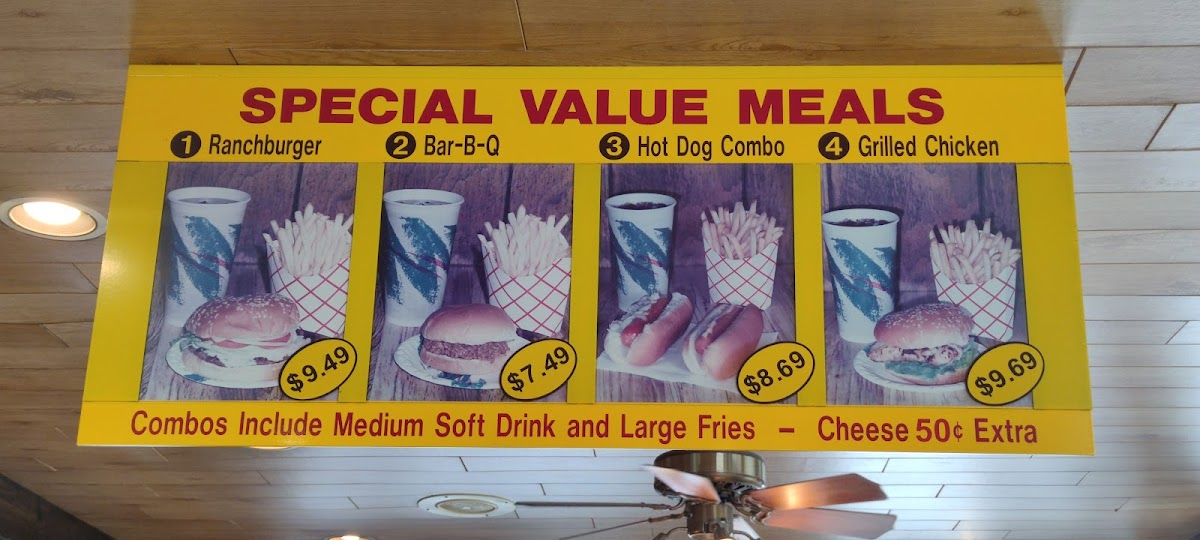 SPECIAL VALUE MEALS
1 Ranchburger
2 Bar-B-Q
3 Hot Dog Combo
4 Grilled Chicken
$9.49
$7.49
$8.69
$9.69
Combos Include Medium Soft Drink and Large Fries – Cheese 50¢ Extra